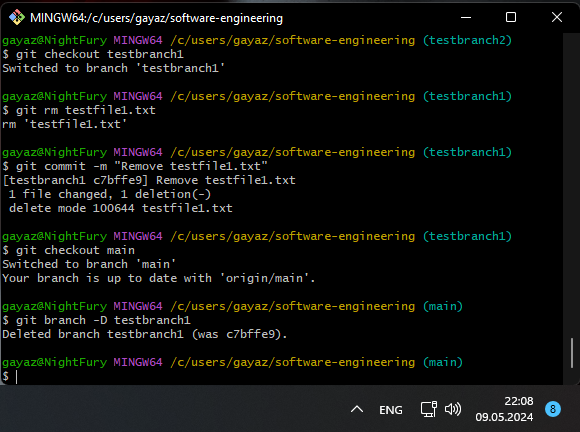 MINGW64:/c/users/gayaz/software-engineering
gayaz@NightFury MINGW64 /c/users/gayaz/software-engineering (testbranch2)
$ git checkout testbranch1
Switched to branch 'testbranch1'
gayaz@NightFury MINGW64 /c/users/gayaz/software-engineering (testbranch1)
$ git rm testfile1.txt
rm 'testfile1.txt'
gayaz@NightFury MINGW64 /c/users/gayaz/software-engineering (testbranch1)
$ git commit -m "Remove testfile1.txt"
[testbranch1 c7bffe9] Remove testfile1.txt
 1 file changed, 1 deletion(-)
 delete mode 100644 testfile1.txt
gayaz@NightFury MINGW64 /c/users/gayaz/software-engineering (testbranch1)
$ git checkout main
Switched to branch 'main'
Your branch is up to date with 'origin/main'.
gayaz@NightFury MINGW64 /c/users/gayaz/software-engineering (main)
$ git branch -D testbranch1
Deleted branch testbranch1 (was c7bffe9).
gayaz@NightFury MINGW64 /c/users/gayaz/software-engineering (main)
$
ENG
22:08
09.05.2024
8